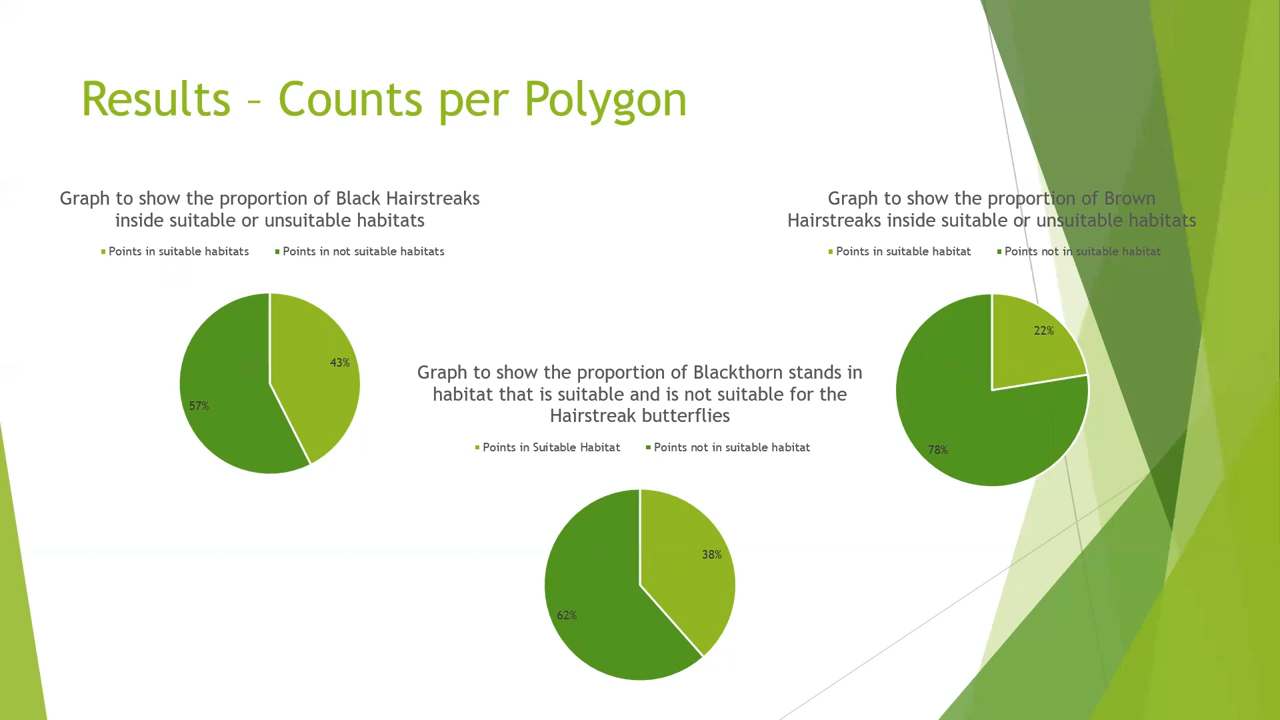 Results – Counts per Polygon
Graph to show the proportion of Black Hairstreaks
inside suitable or unsuitable habitats
Points in suitable habitats Points in not suitable habitats
43%
57%
Graph to show the proportion of Blackthorn stands in
habitat that is suitable and is not suitable for the
Hairstreak butterflies
Points in Suitable Habitat Points not in suitable habitat
38%
62%
Graph to show the proportion of Brown
Hairstreaks inside suitable or unsuitable habitats
Points in suitable habitat Points not in suitable habitat
22%
78%